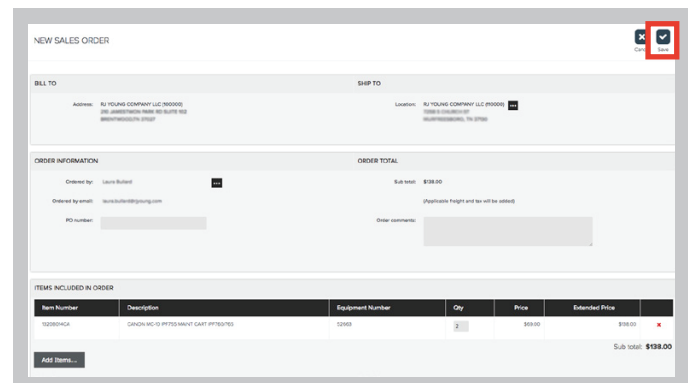 NEW SALES ORDER
Save
BILL TO
SHIP TO
Address: RJ YOUNG COMPANY LLC (100000)
Location: RJ YOUNG COMPANY LLC
ORDER INFORMATION
ORDER TOTAL
Ordered by: Laura Bullard
Sub total: $138.00
Ordered by email:
(Applicable freight and tax will be added)
PO number:
Order comments:
ITEMS INCLUDED IN ORDER
Item Number Description Equipment Number Qty Price Extended Price
CANON MC-10 PF755 MAINT CART PF760/765 52663 2 $69.00 $138.00
Sub total: $138.00
Add Items...